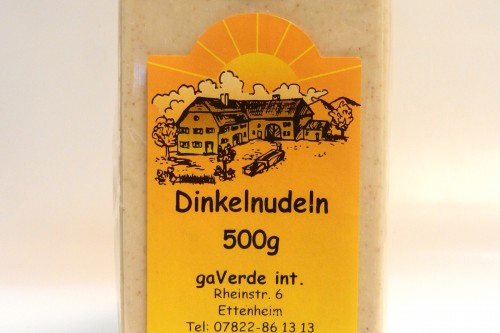 Dinkelnudeln
500g
gaVerde int.
Rheinstr. 6
Ettenheim
Tel: 07822-86 13 13